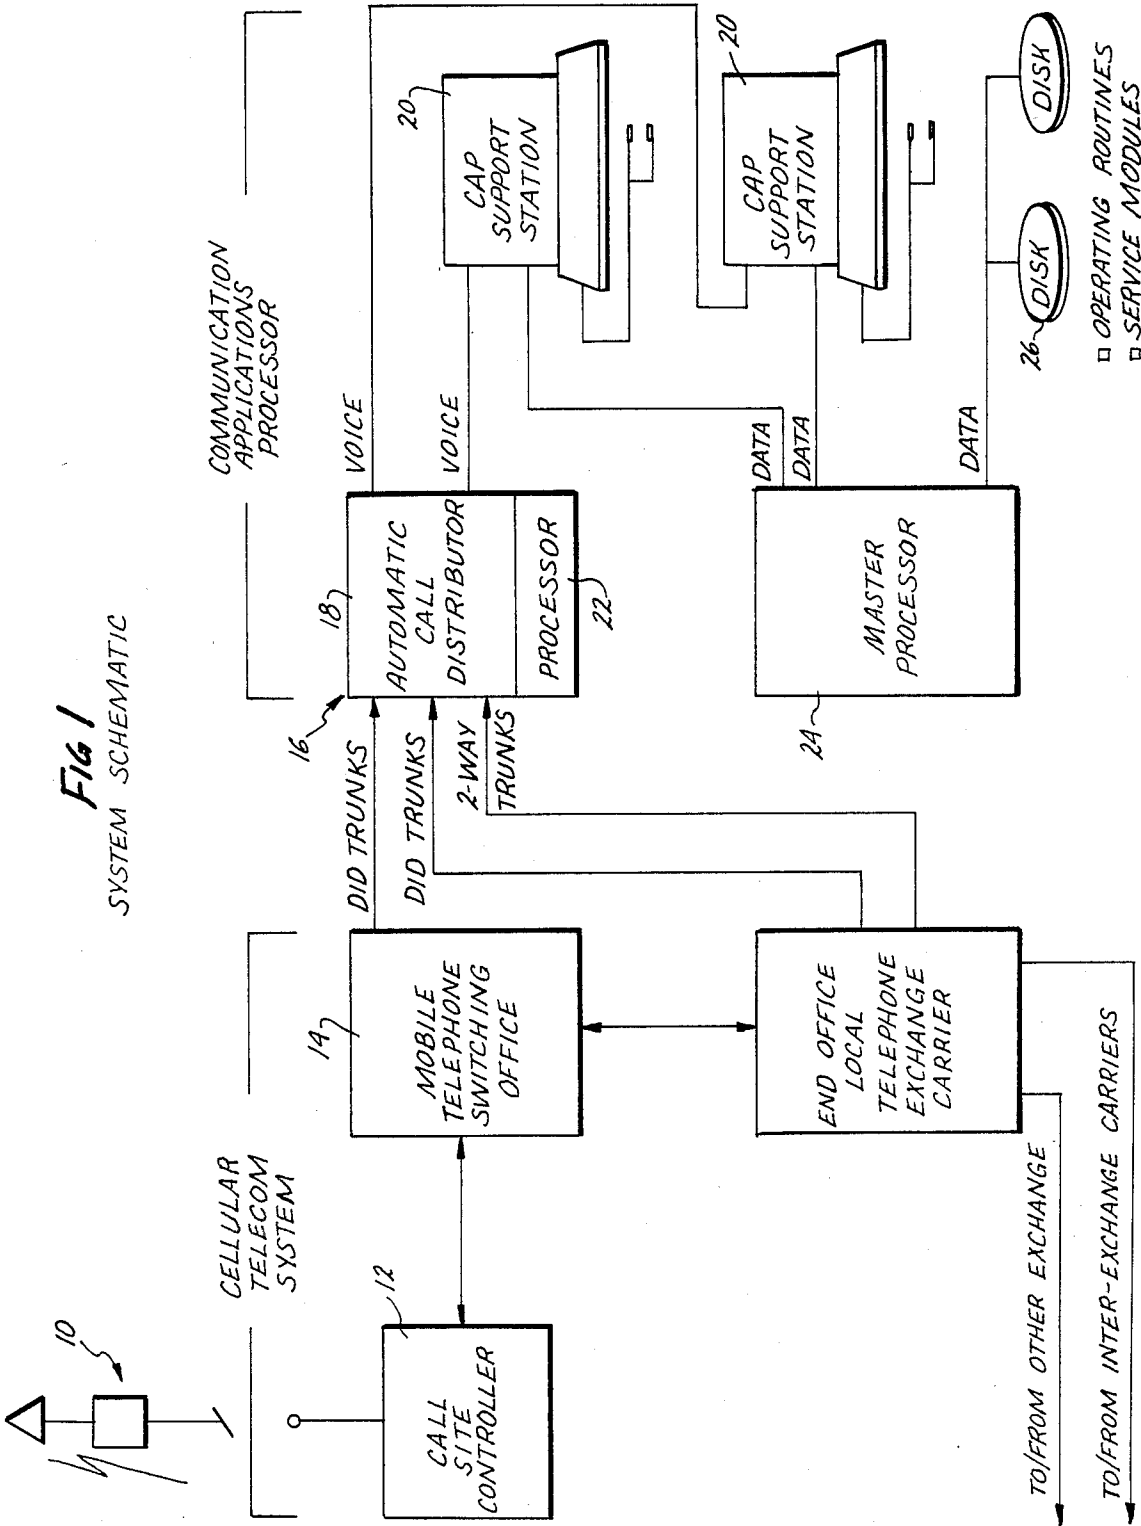 FIG 1
SYSTEM SCHEMATIC
10
CELLULAR
TELECOM
SYSTEM
COMMUNICATION
APPLICATIONS
PROCESSOR
12
CALL
SITE
CONTROLLER
14
MOBILE
TELEPHONE
SWITCHING
OFFICE
END OFFICE
LOCAL
TELEPHONE
EXCHANGE
CARRIER
TO/FROM OTHER EXCHANGE
TO/FROM INTER-EXCHANGE CARRIERS
DID TRUNKS
DID TRUNKS
2-WAY
TRUNKS
16
18
AUTOMATIC
CALL
DISTRIBUTOR
PROCESSOR
22
VOICE
VOICE
24
MASTER
PROCESSOR
DATA
DATA
DATA
20
CAP
SUPPORT
STATION
20
CAP
SUPPORT
STATION
26
DISK
DISK
□ OPERATING ROUTINES
□ SERVICE MODULES